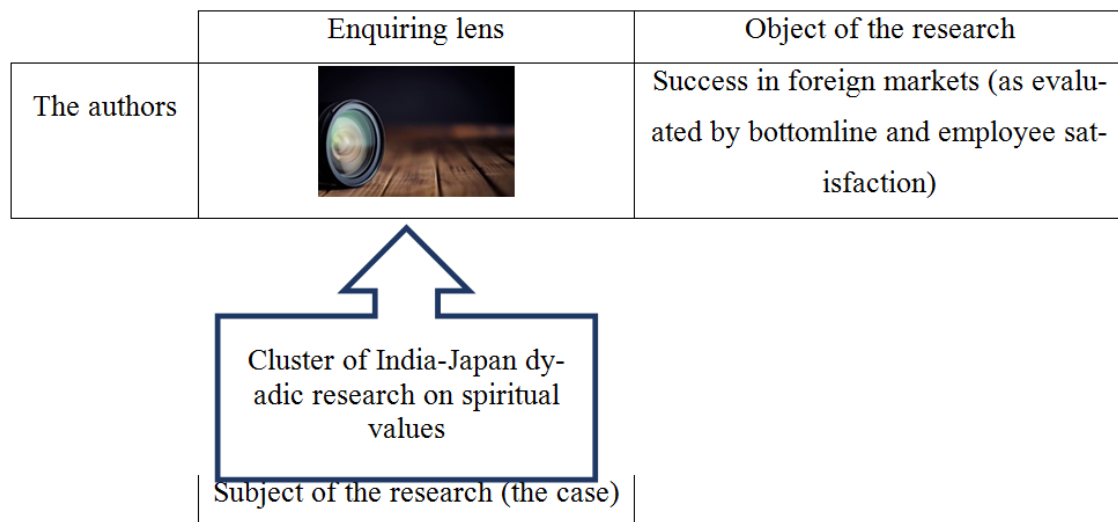 Enquiring lens
Object of the research
The authors
Success in foreign markets (as evalu-
ated by bottomline and employee sat-
isfaction)
Cluster of India-Japan dy-
adic research on spiritual
values
Subject of the research (the case)